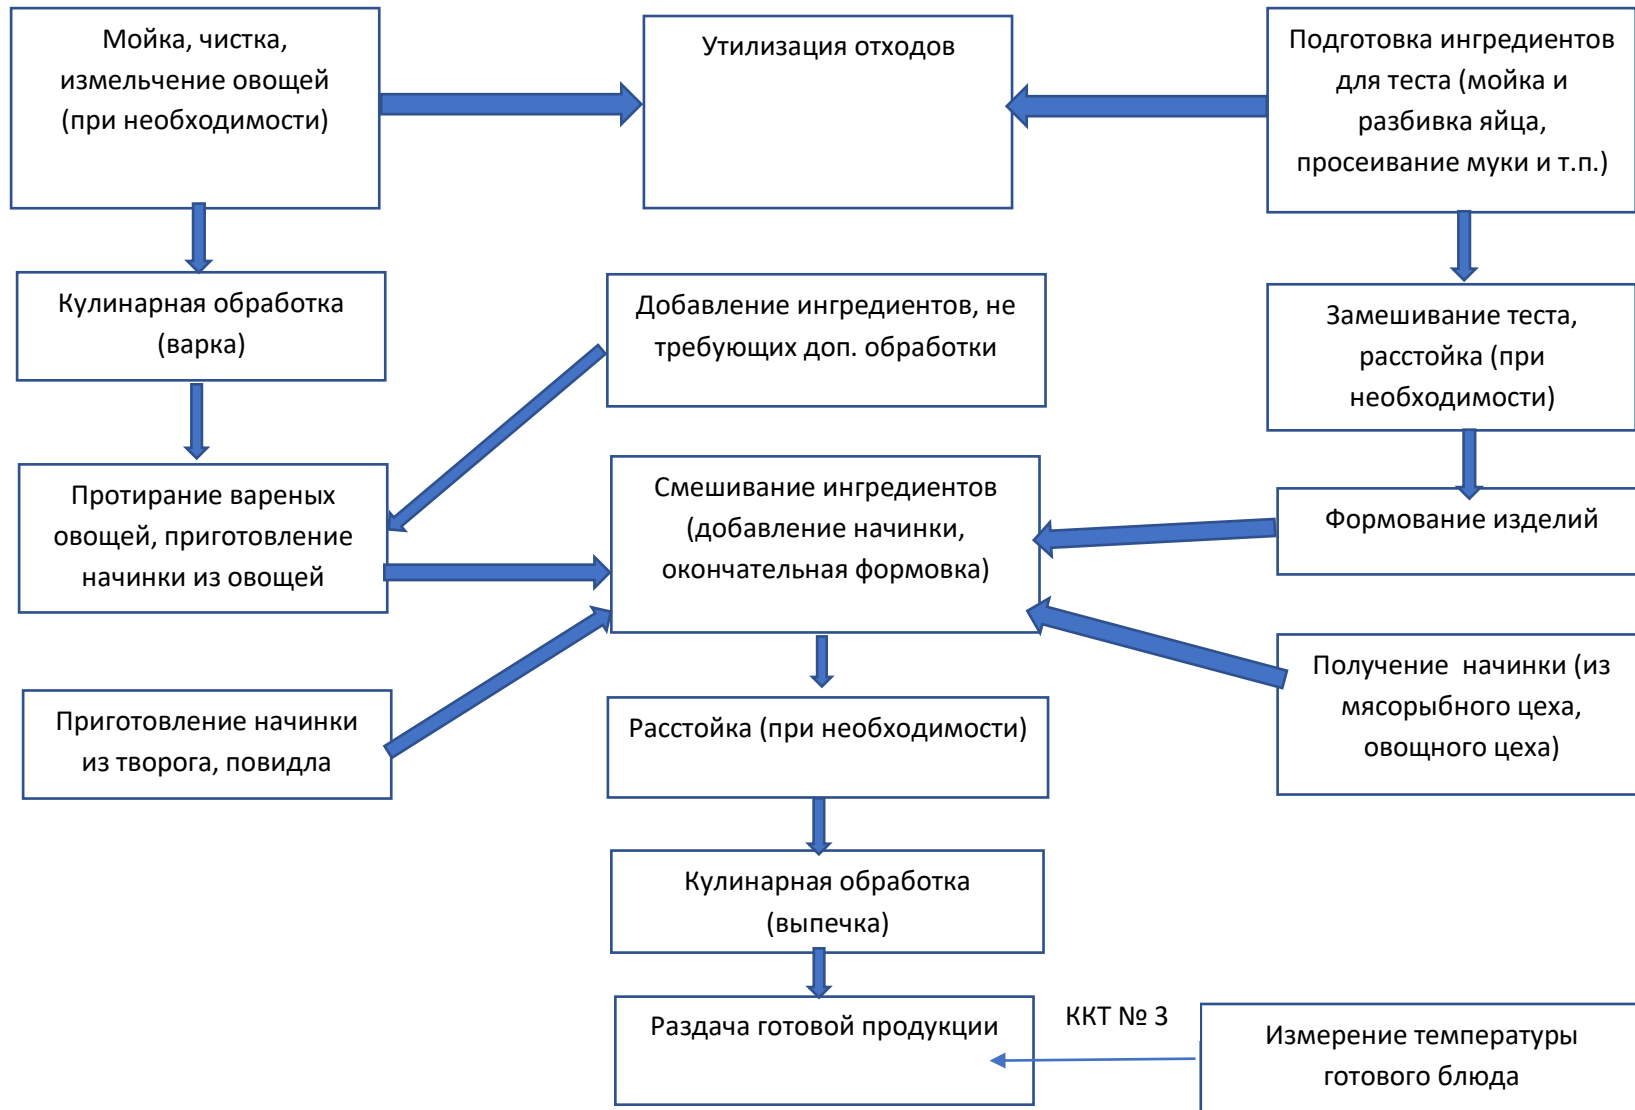 Мойка, чистка,
измельчение овощей
(при необходимости)
Утилизация отходов
Подготовка ингредиентов
для теста (мойка и
разбивка яйца,
просеивание муки и т.п.)
Кулинарная обработка
(варка)
Добавление ингредиентов, не
требующих доп. обработки
Замешивание теста,
расстойка (при
необходимости)
Протирание вареных
овощей, приготовление
начинки из овощей
Смешивание ингредиентов
(добавление начинки,
окончательная формовка)
Формование изделий
Приготовление начинки
из творога, повидла
Расстойка (при необходимости)
Получение  начинки (из
мясорыбного цеха,
овощного цеха)
Кулинарная обработка
(выпечка)
Раздача готовой продукции
ККТ № 3
Измерение температуры
готового блюда